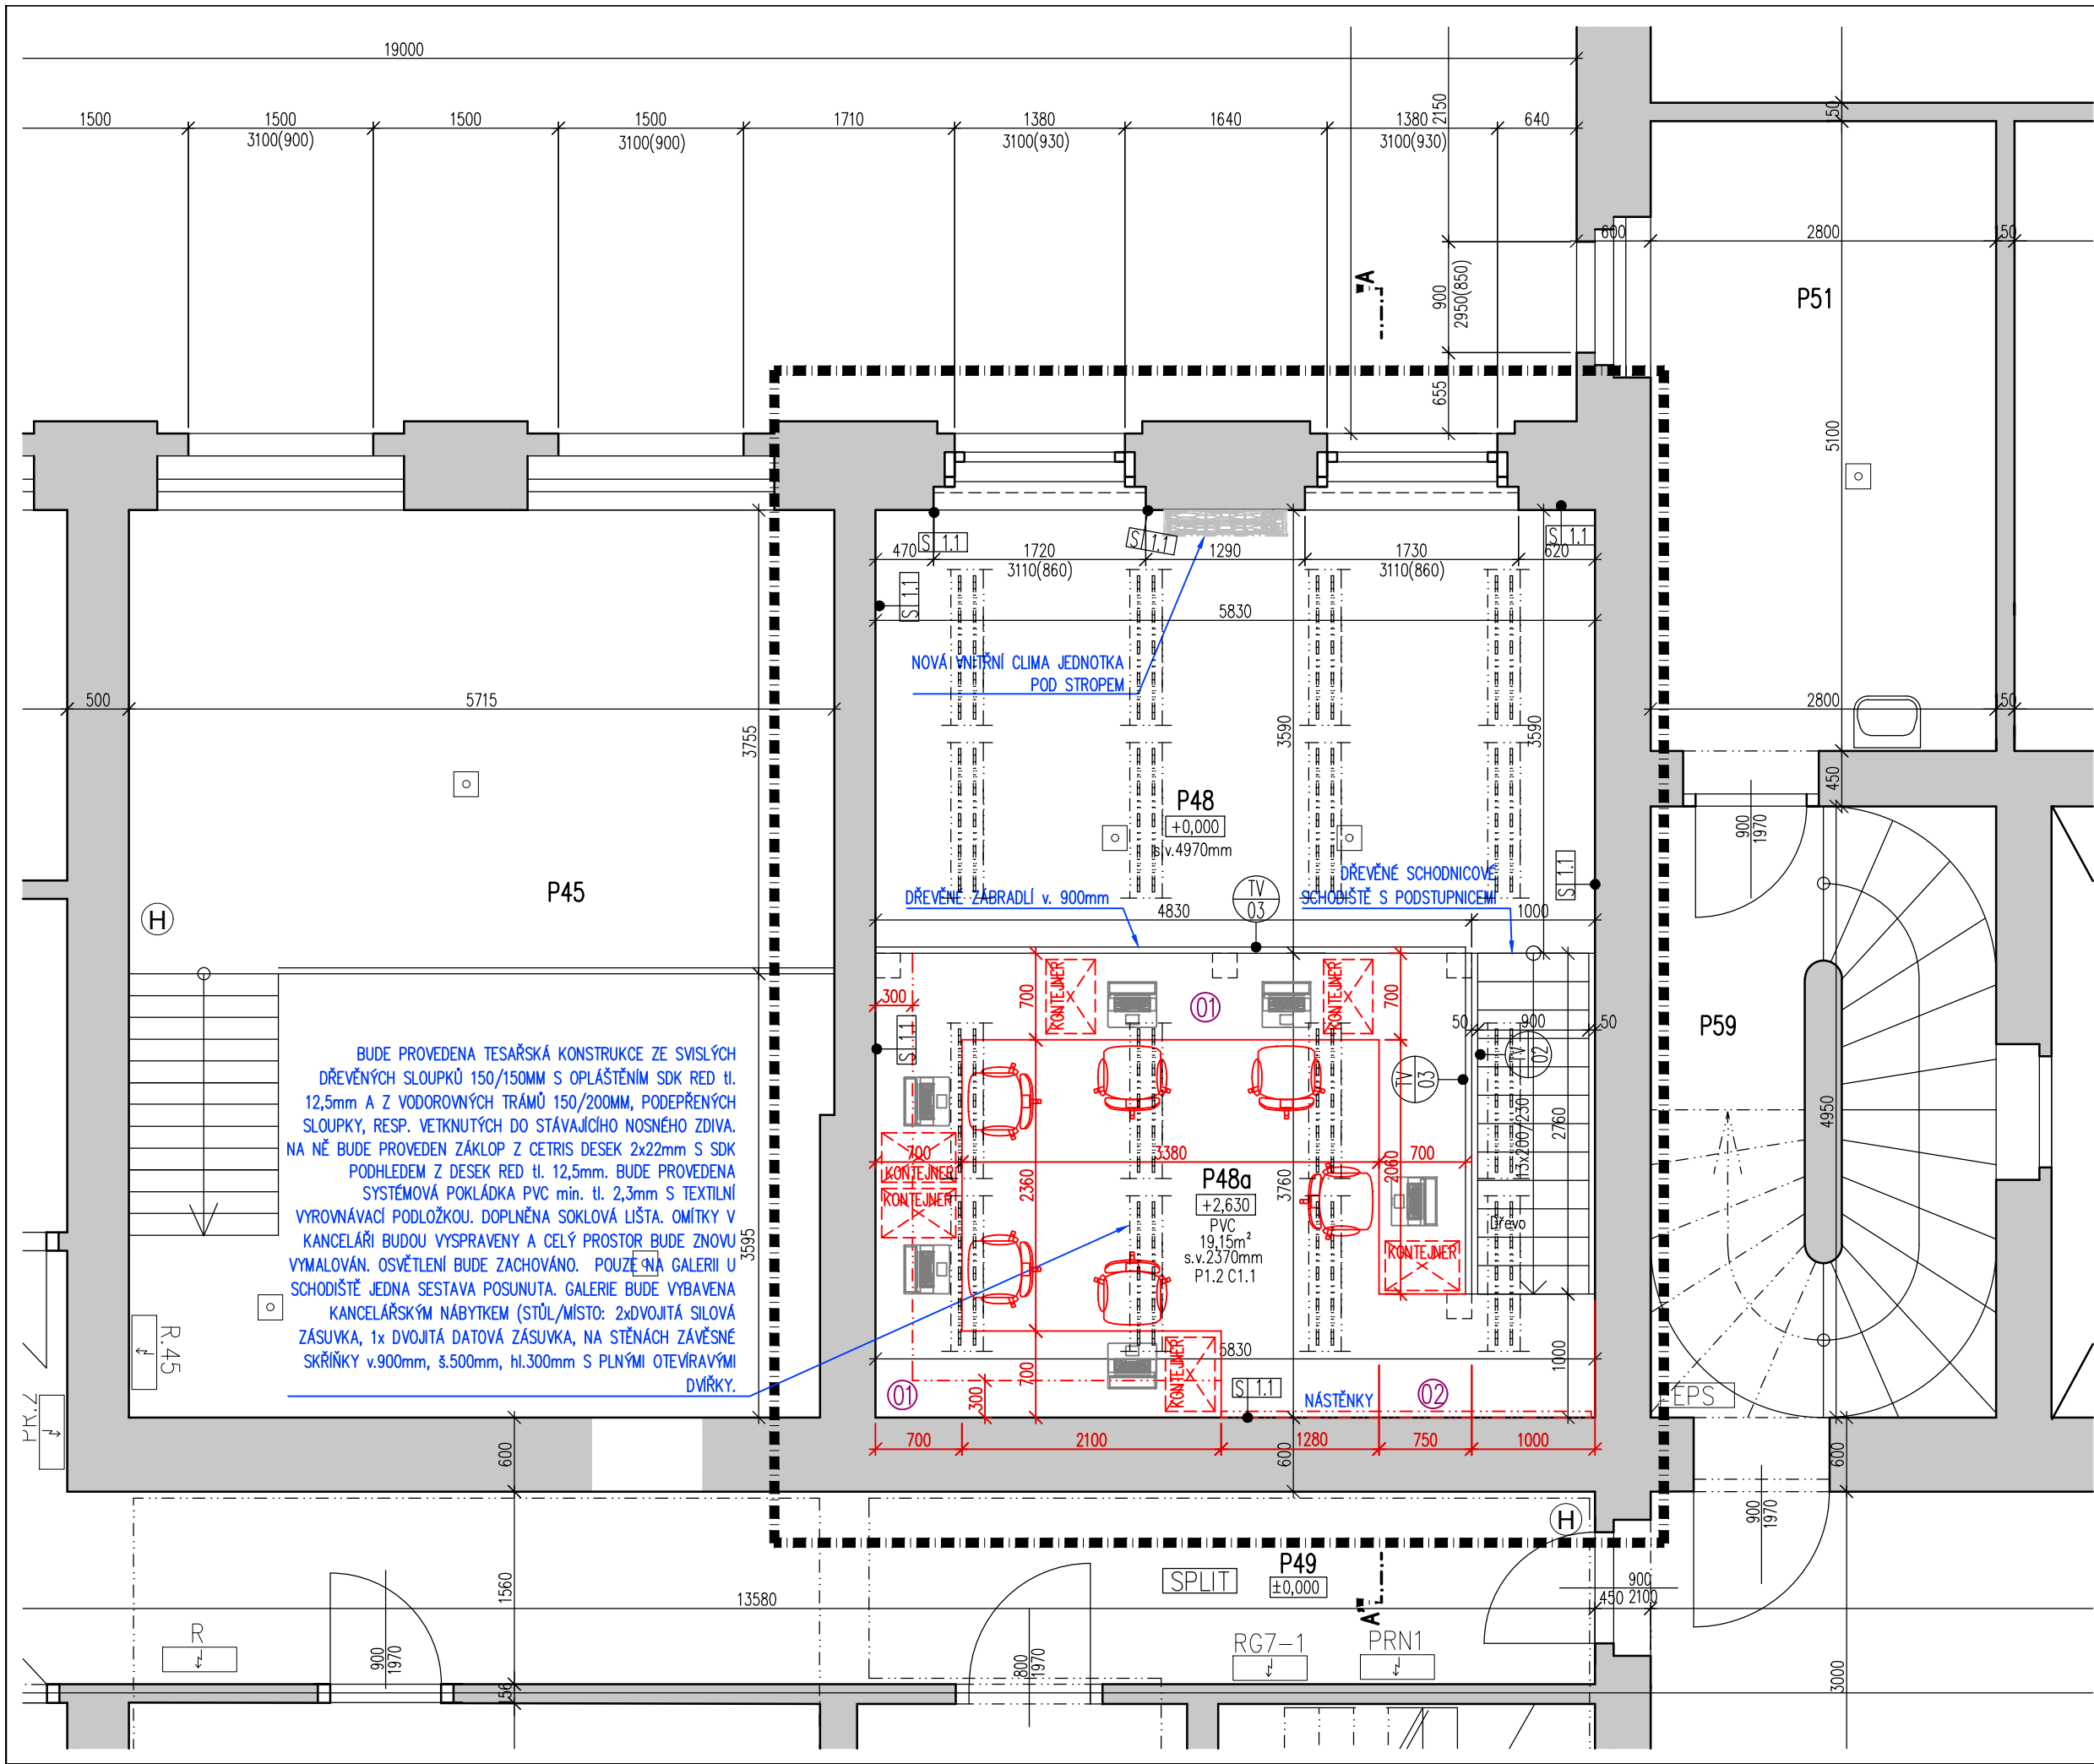 19000
1500
1500
3100(900)
1500
1500
3100(900)
1710
1380
3100(930)
1640
1380
3100(930)
640
2150
150
600
2800
150
900
2950(850)
"A
P51
655
5100
S 1.1
S 1.1
S 1.1
470
1720
3110(860)
1290
1730
3110(860)
620
S 1.1
5830
NOVÁ VNITŘNÍ CLIMA JEDNOTKA
POD STROPEM
500
5715
2800
150
3755
3590
3590
450
P48
+0,000
s.v.4970mm
900
1970
P45
H
DŘEVĚNÉ ZÁBRADLÍ v. 900mm
TV
03
DŘEVĚNÉ SCHODNICOVÉ
SCHODIŠTĚ S PODSTUPNICEMI
S 1.1
4830
1000
KONTEJNER
KONTEJNER
300
700
01
700
50
900
50
P59
S 1.1
TV
03
TV
02
BUDE PROVEDENA TESAŘSKÁ KONSTRUKCE ZE SVISLÝCH
DŘEVĚNÝCH SLOUPKŮ 150/150MM S OPLÁŠTĚNÍM SDK RED tl.
12,5mm A Z VODOROVNÝCH TRÁMŮ 150/200MM, PODEPŘENÝCH
SLOUPKY, RESP. VETKNUTÝCH DO STÁVAJÍCÍHO NOSNÉHO ZDIVA.
NA NĚ BUDE PROVEDEN ZÁKLOP Z CETRIS DESEK 2x22mm S SDK
PODHLEDEM Z DESEK RED tl. 12,5mm. BUDE PROVEDENA
SYSTÉMOVÁ POKLÁDKA PVC min. tl. 2,3mm S TEXTILNÍ
VYROVNÁVACÍ PODLOŽKOU. DOPLNĚNA SOKLOVÁ LIŠTA. OMÍTKY V
KANCELÁŘI BUDOU VYSPRAVENY A CELÝ PROSTOR BUDE ZNOVU
VYMALOVÁN. OSVĚTLENÍ BUDE ZACHOVÁNO. POUZE NA GALERII U
SCHODIŠTĚ JEDNA SESTAVA POSUNUTA. GALERIE BUDE VYBAVENA
KANCELÁŘSKÝM NÁBYTKEM (STŮL/MÍSTO: 2xDVOJITÁ SILOVÁ
ZÁSUVKA, 1x DVOJITÁ DATOVÁ ZÁSUVKA, NA STĚNÁCH ZÁVĚSNÉ
SKŘÍŇKY v.900mm, š.500mm, hl.300mm S PLNÝMI OTEVÍRAVÝMI
DVÍŘKY.
3595
4950
13x200/230
2760
700
3380
700
KONTEJNER
KONTEJNER
2360
3760
2060
P48a
+2,630
PVC
19,15m²
s.v.2370mm
P1.2 C1.1
Dřevo
KONTEJNER
R.45
PR.2
KONTEJNER
5830
1000
700
300
01
S 1.1
NÁSTĚNKY
02
EPS
700
2100
1280
750
1000
600
600
600
H
900
1970
P49
±0,000
SPLIT
A"
1560
13580
900
2100
450
R
900
1970
800
1970
RG7-1
PRN1
156
3000